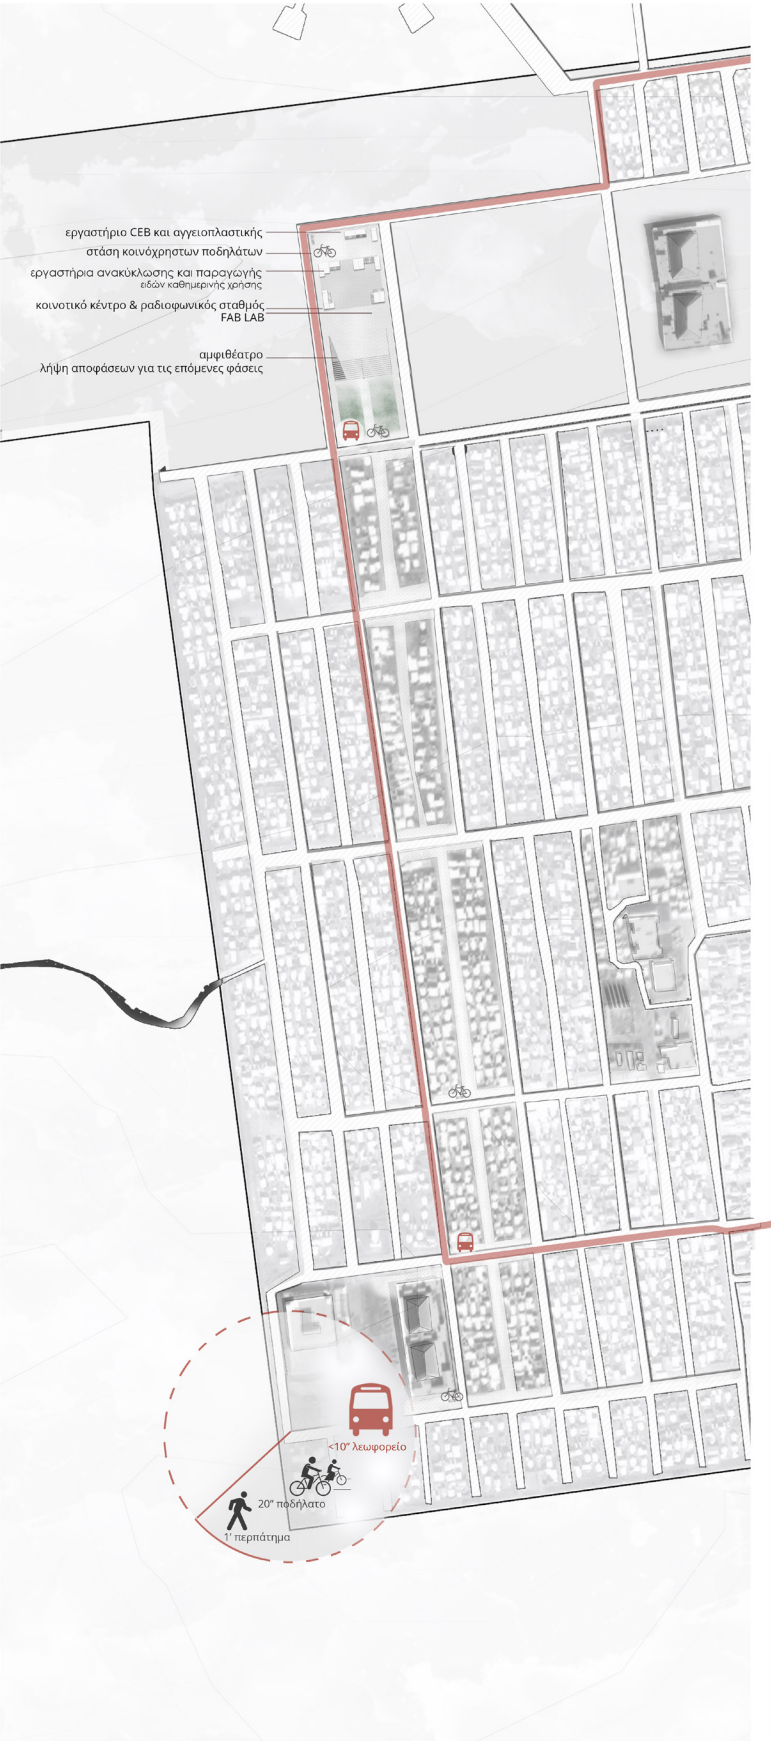 εργαστήριο CEB και αγγειοπλαστικής
στάση κοινόχρηστων ποδηλάτων
εργαστήρια ανακύκλωσης και παραγωγής
ειδών καθημερινής χρήσης
κοινοτικό κέντρο & ραδιοφωνικός σταθμός
FAB LAB
αμφιθέατρο
λήψη αποφάσεων για τις επόμενες φάσεις
<10” λεωφορείο
20” ποδήλατο
1’ περπάτημα